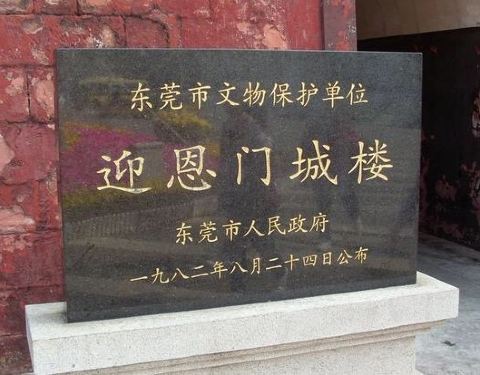 东莞市文物保护单位
迎恩门城楼
东莞市人民政府
一九八二年八月二十四日公布